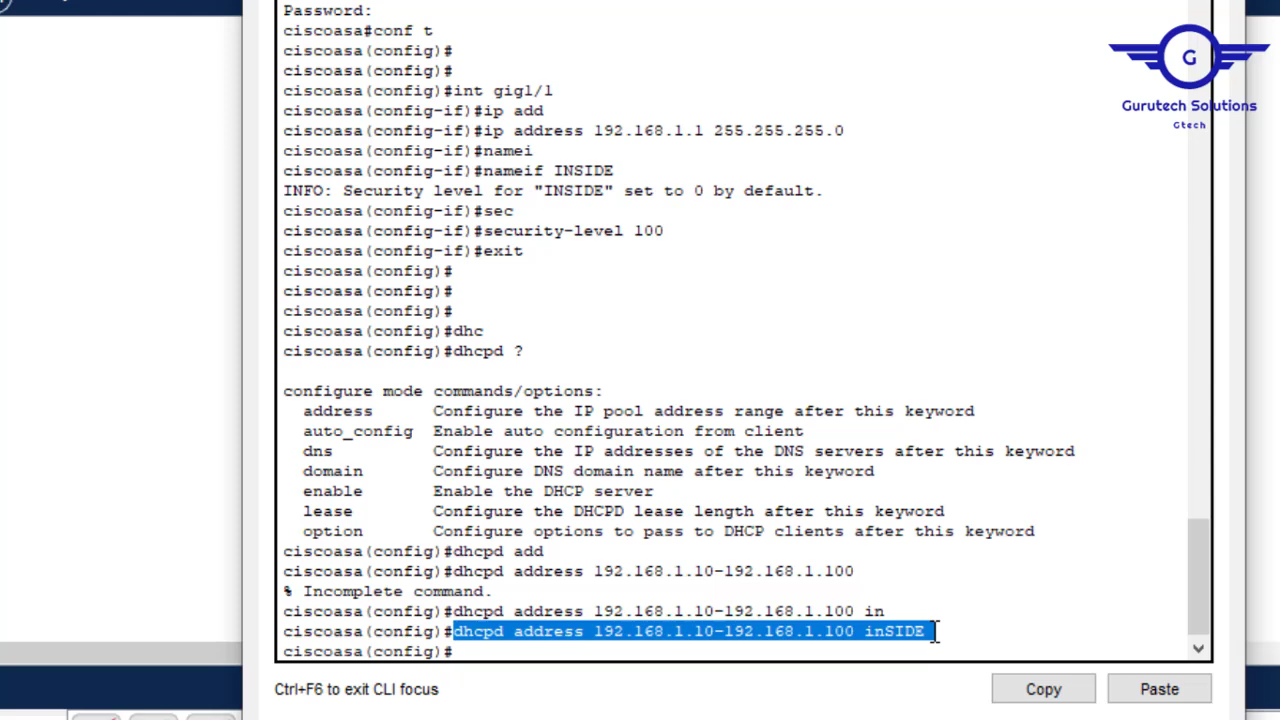 Password:
ciscoasa#conf t
ciscoasa(config)#
ciscoasa(config)#
ciscoasa(config)#int gig1/1
ciscoasa(config-if)#ip add
ciscoasa(config-if)#ip address 192.168.1.1 255.255.255.0
ciscoasa(config-if)#namei
ciscoasa(config-if)#nameif INSIDE
INFO: Security level for "INSIDE" set to 0 by default.
ciscoasa(config-if)#sec
ciscoasa(config-if)#security-level 100
ciscoasa(config-if)#exit
ciscoasa(config)#
ciscoasa(config)#
ciscoasa(config)#
ciscoasa(config)#dhc
ciscoasa(config)#dhcpd ?
configure mode commands/options:
address Configure the IP pool address range after this keyword
auto_config Enable auto configuration from client
dns Configure the IP addresses of the DNS servers after this keyword
domain Configure DNS domain name after this keyword
enable Enable the DHCP server
lease Configure the DHCPD lease length after this keyword
option Configure options to pass to DHCP clients after this keyword
ciscoasa(config)#dhcpd add
ciscoasa(config)#dhcpd address 192.168.1.10-192.168.1.100
% Incomplete command.
ciscoasa(config)#dhcpd address 192.168.1.10-192.168.1.100 in
ciscoasa(config)#dhcpd address 192.168.1.10-192.168.1.100 inSIDE
ciscoasa(config)#
Ctrl+F6 to exit CLI focus
Copy
Paste
G
Gurutech Solutions
Gtech